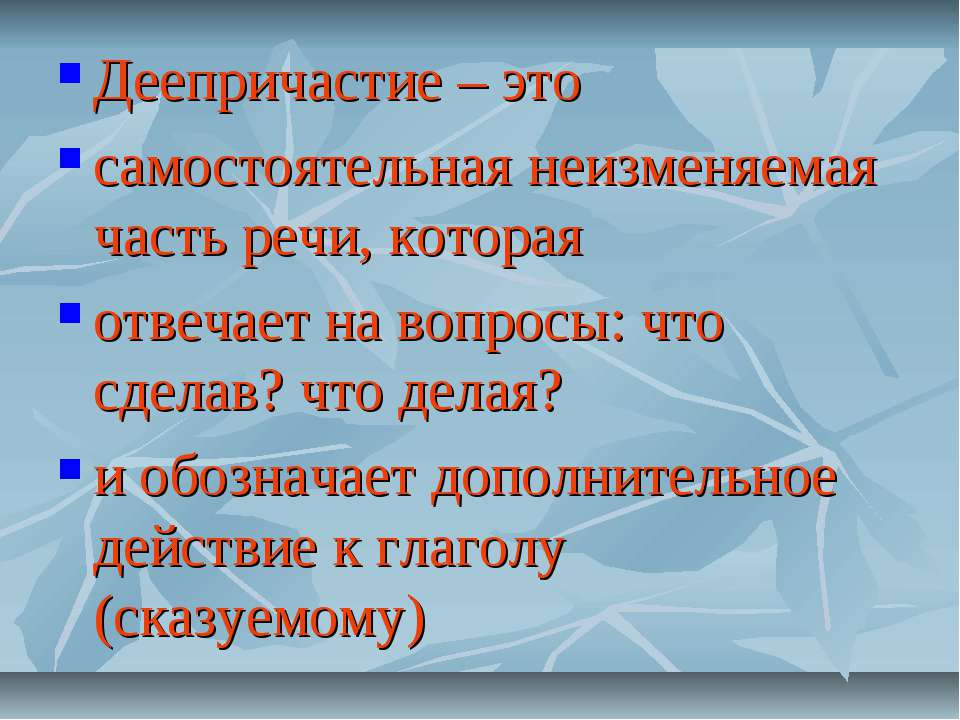 Деепричастие – это
самостоятельная неизменяемая
часть речи, которая
отвечает на вопросы: что
сделав? что делая?
и обозначает дополнительное
действие к глаголу
(сказуемому)